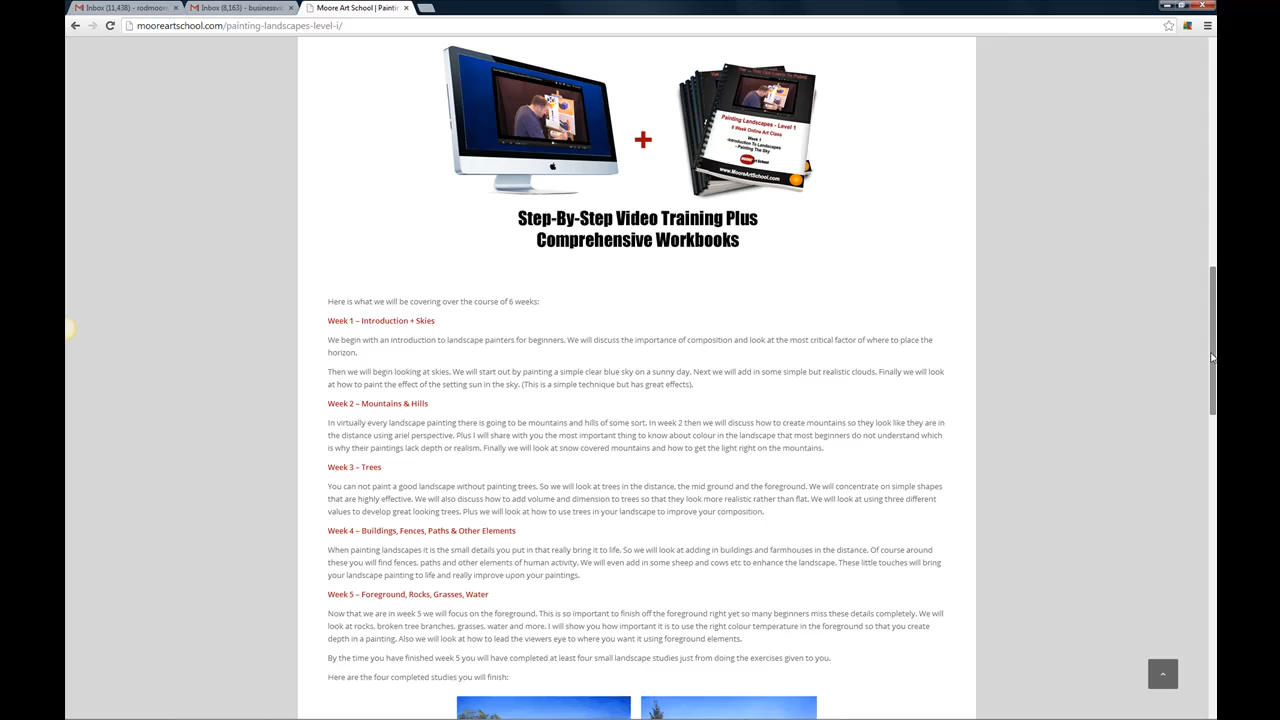 Inbox (11,438) - rodmoor
Inbox (8,163) - businessvi
Moore Art School | Paintin
mooreartschool.com/painting-landscapes-level-i/
Painting Landscapes - Level 1
6 Week Online Art Class
Week 1
- Introduction To Landscapes
- Painting The Sky
www.MooreArtSchool.com
Step-By-Step Video Training Plus
Comprehensive Workbooks
Here is what we will be covering over the course of 6 weeks:
Week 1 – Introduction + Skies
We begin with an introduction to landscape painters for beginners. We will discuss the importance of composition and look at the most critical factor of where to place the
horizon.
Then we will begin looking at skies. We will start out by painting a simple clear blue sky on a sunny day. Next we will add in some simple but realistic clouds. Finally we will look
at how to paint the effect of the setting sun in the sky. (This is a simple technique but has great effects).
Week 2 – Mountains & Hills
In virtually every landscape painting there is going to be mountains and hills of some sort. In week 2 then we will discuss how to create mountains so they look like they are in
the distance using ariel perspective. Plus I will share with you the most important thing to know about colour in the landscape that most beginners do not understand which
is why their paintings lack depth or realism. Finally we will look at snow covered mountains and how to get the light right on the mountains.
Week 3 – Trees
You can not paint a good landscape without painting trees. So we will look at trees in the distance, the mid ground and the foreground. We will concentrate on simple shapes
that are highly effective. We will also discuss how to add volume and dimension to trees so that they look more realistic rather than flat. We will look at using three different
values to develop great looking trees. Plus we will look at how to use trees in your landscape to improve your composition.
Week 4 – Buildings, Fences, Paths & Other Elements
When painting landscapes it is the small details you put in that really bring it to life. So we will look at adding in buildings and farmhouses in the distance. Of course around
these you will find fences, paths and other elements of human activity. We will even add in some sheep and cows etc to enhance the landscape. These little touches will bring
your landscape painting to life and really improve upon your paintings.
Week 5 – Foreground, Rocks, Grasses, Water
Now that we are in week 5 we will focus on the foreground. This is so important to finish off the foreground right yet so many beginners miss these details completely. We will
look at rocks, broken tree branches, grasses, water and more. I will show you how important it is to use the right colour temperature in the foreground so that you create
depth in a painting. Also we will look at how to lead the viewers eye to where you want it using foreground elements.
By the time you have finished week 5 you will have completed at least four small landscape studies just from doing the exercises given to you.
Here are the four completed studies you will finish: